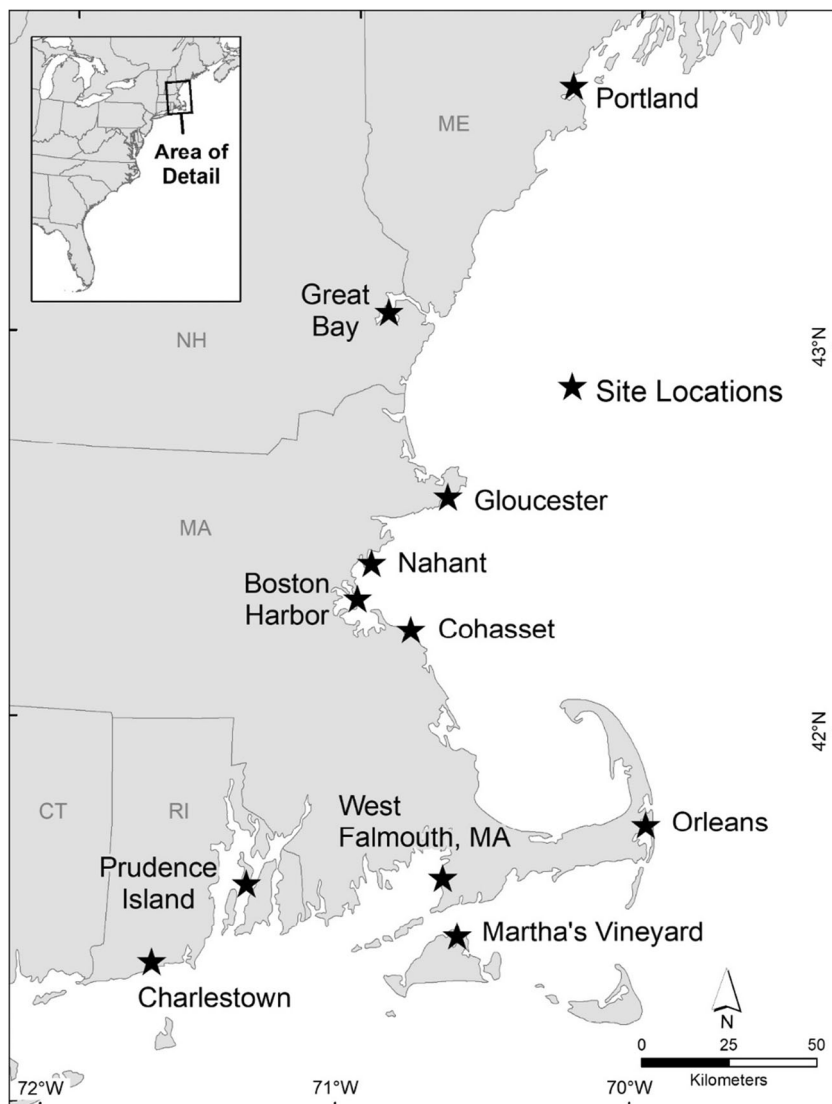 Area of
Detail
ME
Portland
Great
Bay
NH
43°N
Site Locations
Gloucester
MA
Nahant
Boston
Harbor
Cohasset
42°N
CT
RI
West
Falmouth, MA
Orleans
Prudence
Island
Martha's Vineyard
Charlestown
N
0 25 50
Kilometers
72°W 71°W 70°W